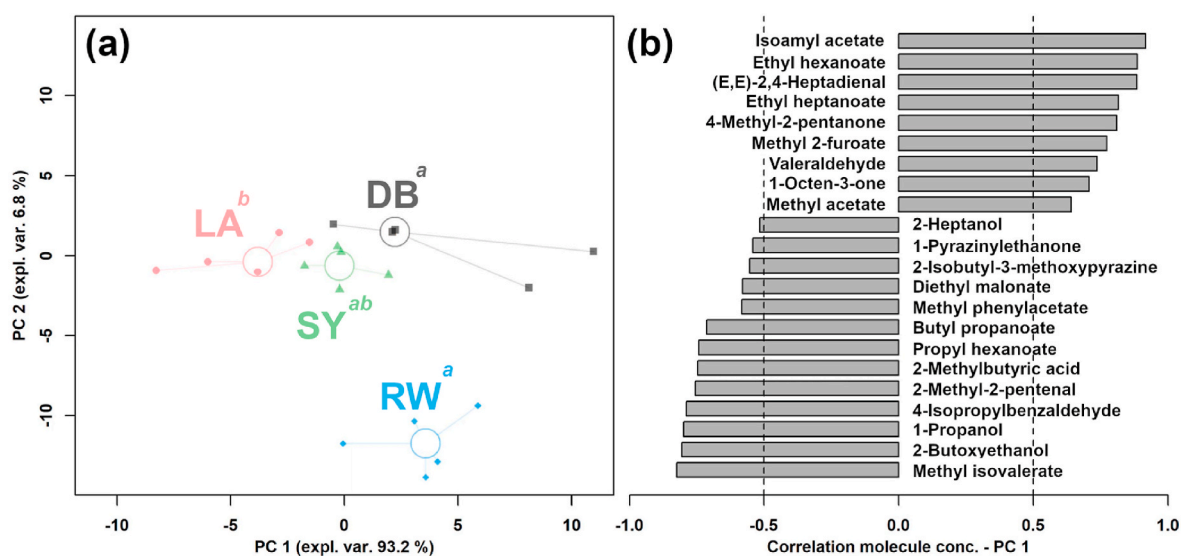 (a)
PC 2 (expl. var. 6.8 %)
10
5
0
-5
-10
LA b
DB a
SY ab
RW a
-10
-5
0
5
10
PC 1 (expl. var. 93.2 %)
(b)
Isoamyl acetate
Ethyl hexanoate
(E,E)-2,4-Heptadienal
Ethyl heptanoate
4-Methyl-2-pentanone
Methyl 2-furoate
Valeraldehyde
1-Octen-3-one
Methyl acetate
2-Heptanol
1-Pyrazinylethanone
2-Isobutyl-3-methoxypyrazine
Diethyl malonate
Methyl phenylacetate
Butyl propanoate
Propyl hexanoate
2-Methylbutyric acid
2-Methyl-2-pentenal
4-Isopropylbenzaldehyde
1-Propanol
2-Butoxyethanol
Methyl isovalerate
-1.0
-0.5
0.0
0.5
1.0
Correlation molecule conc. - PC 1